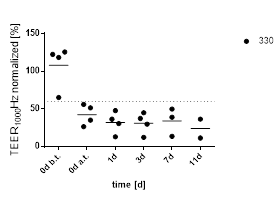 TEER1000Hz normalized [%]
150
100
50
0
0d b.t. 0d a.t. 1d 3d 7d 11d
time [d]
330